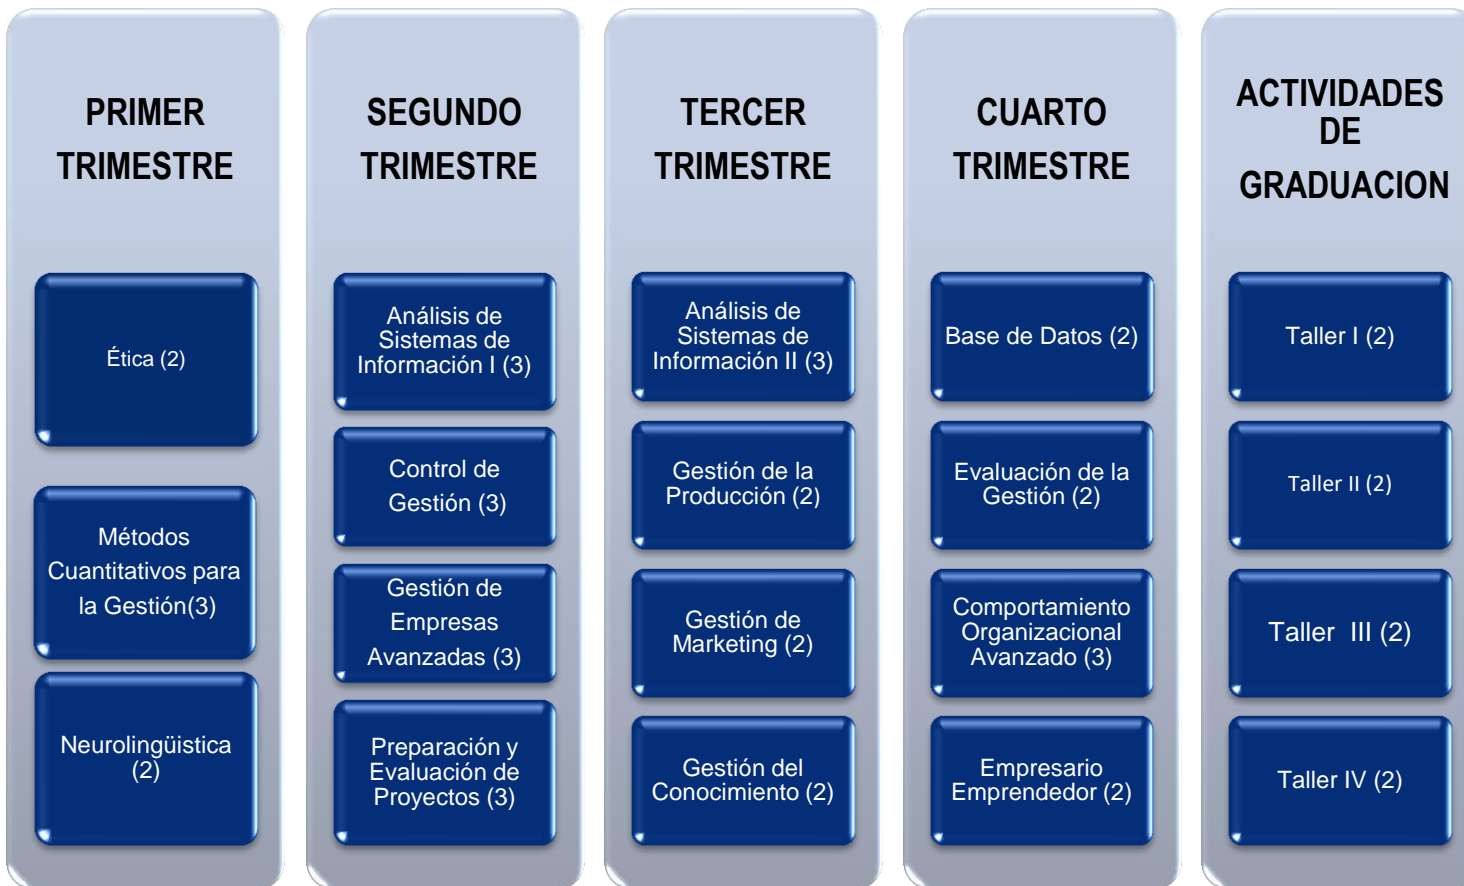 PRIMER
TRIMESTRE
Ética (2)
Métodos
Cuantitativos para
la Gestión(3)
Neurolingüistica
(2)
SEGUNDO
TRIMESTRE
Análisis de
Sistemas de
Información I (3)
Control de
Gestión (3)
Gestión de
Empresas
Avanzadas (3)
Preparación y
Evaluación de
Proyectos (3)
TERCER
TRIMESTRE
Análisis de
Sistemas de
Información II (3)
Gestión de la
Producción (2)
Gestión de
Marketing (2)
Gestión del
Conocimiento (2)
CUARTO
TRIMESTRE
Base de Datos (2)
Evaluación de la
Gestión (2)
Comportamiento
Organizacional
Avanzado (3)
Empresario
Emprendedor (2)
ACTIVIDADES
DE
GRADUACION
Taller I (2)
Taller II (2)
Taller III (2)
Taller IV (2)